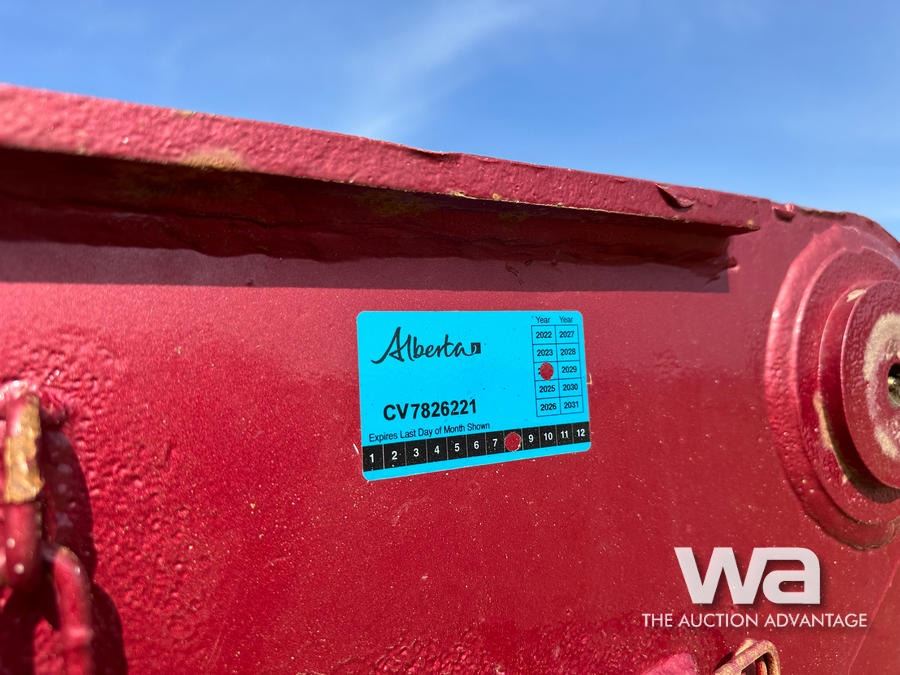 Alberta
Year Year
2022 2027
2023 2028
2029
2025 2030
2026 2031
CV7826221
Expires Last Day of Month Shown
1 2 3 4 5 6 7 9 10 11 12
wa
THE AUCTION ADVANTAGE